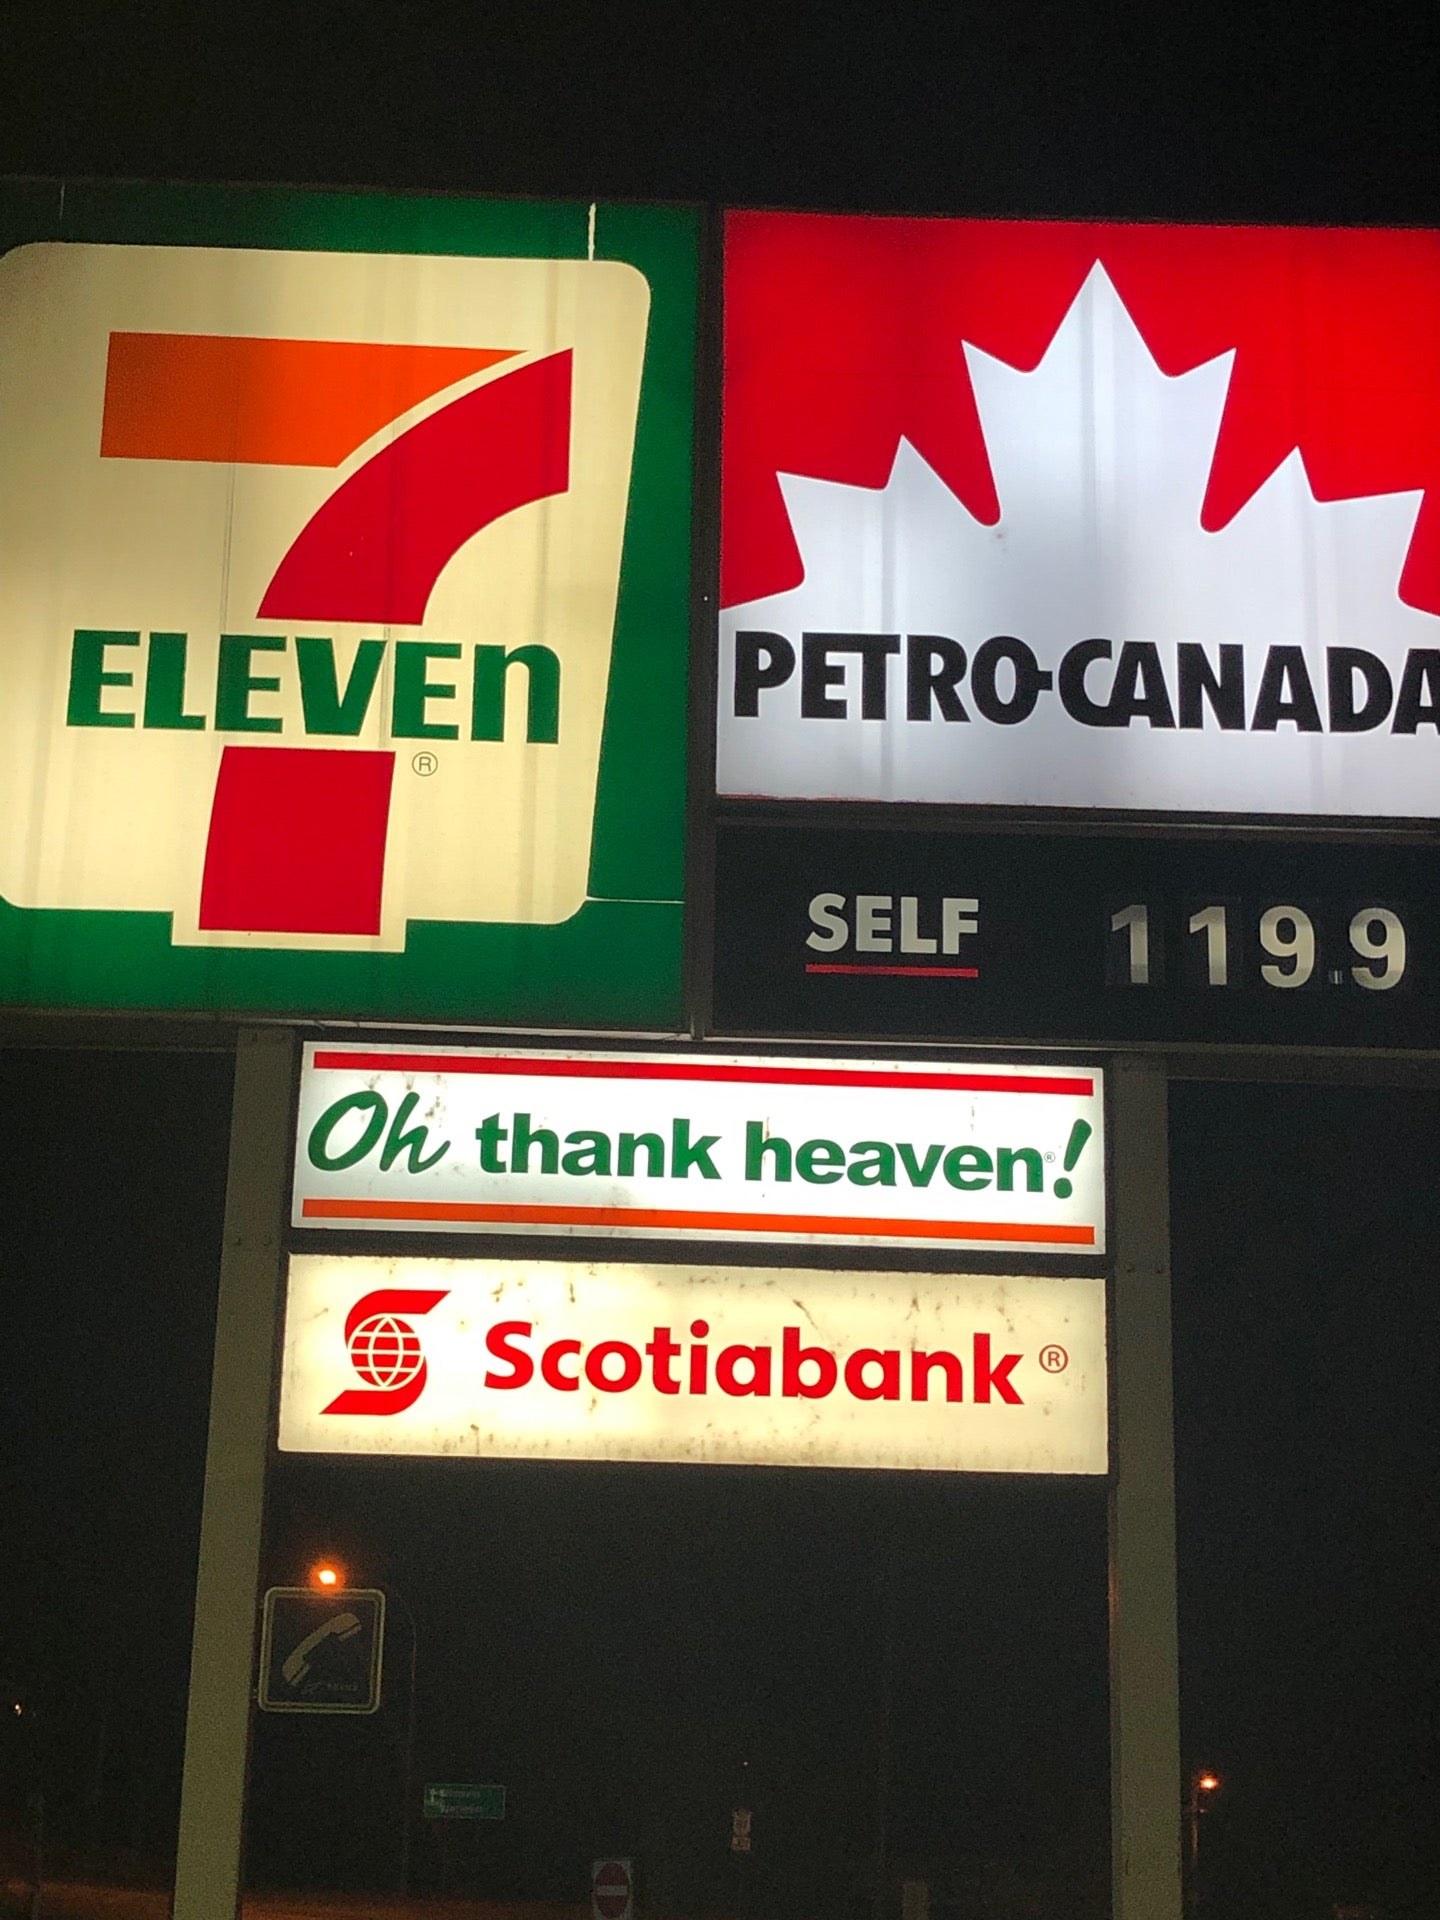 7
ELEVEn
®
PETRO-CANADA
SELF 119.9
Oh thank heaven®!
Scotiabank®